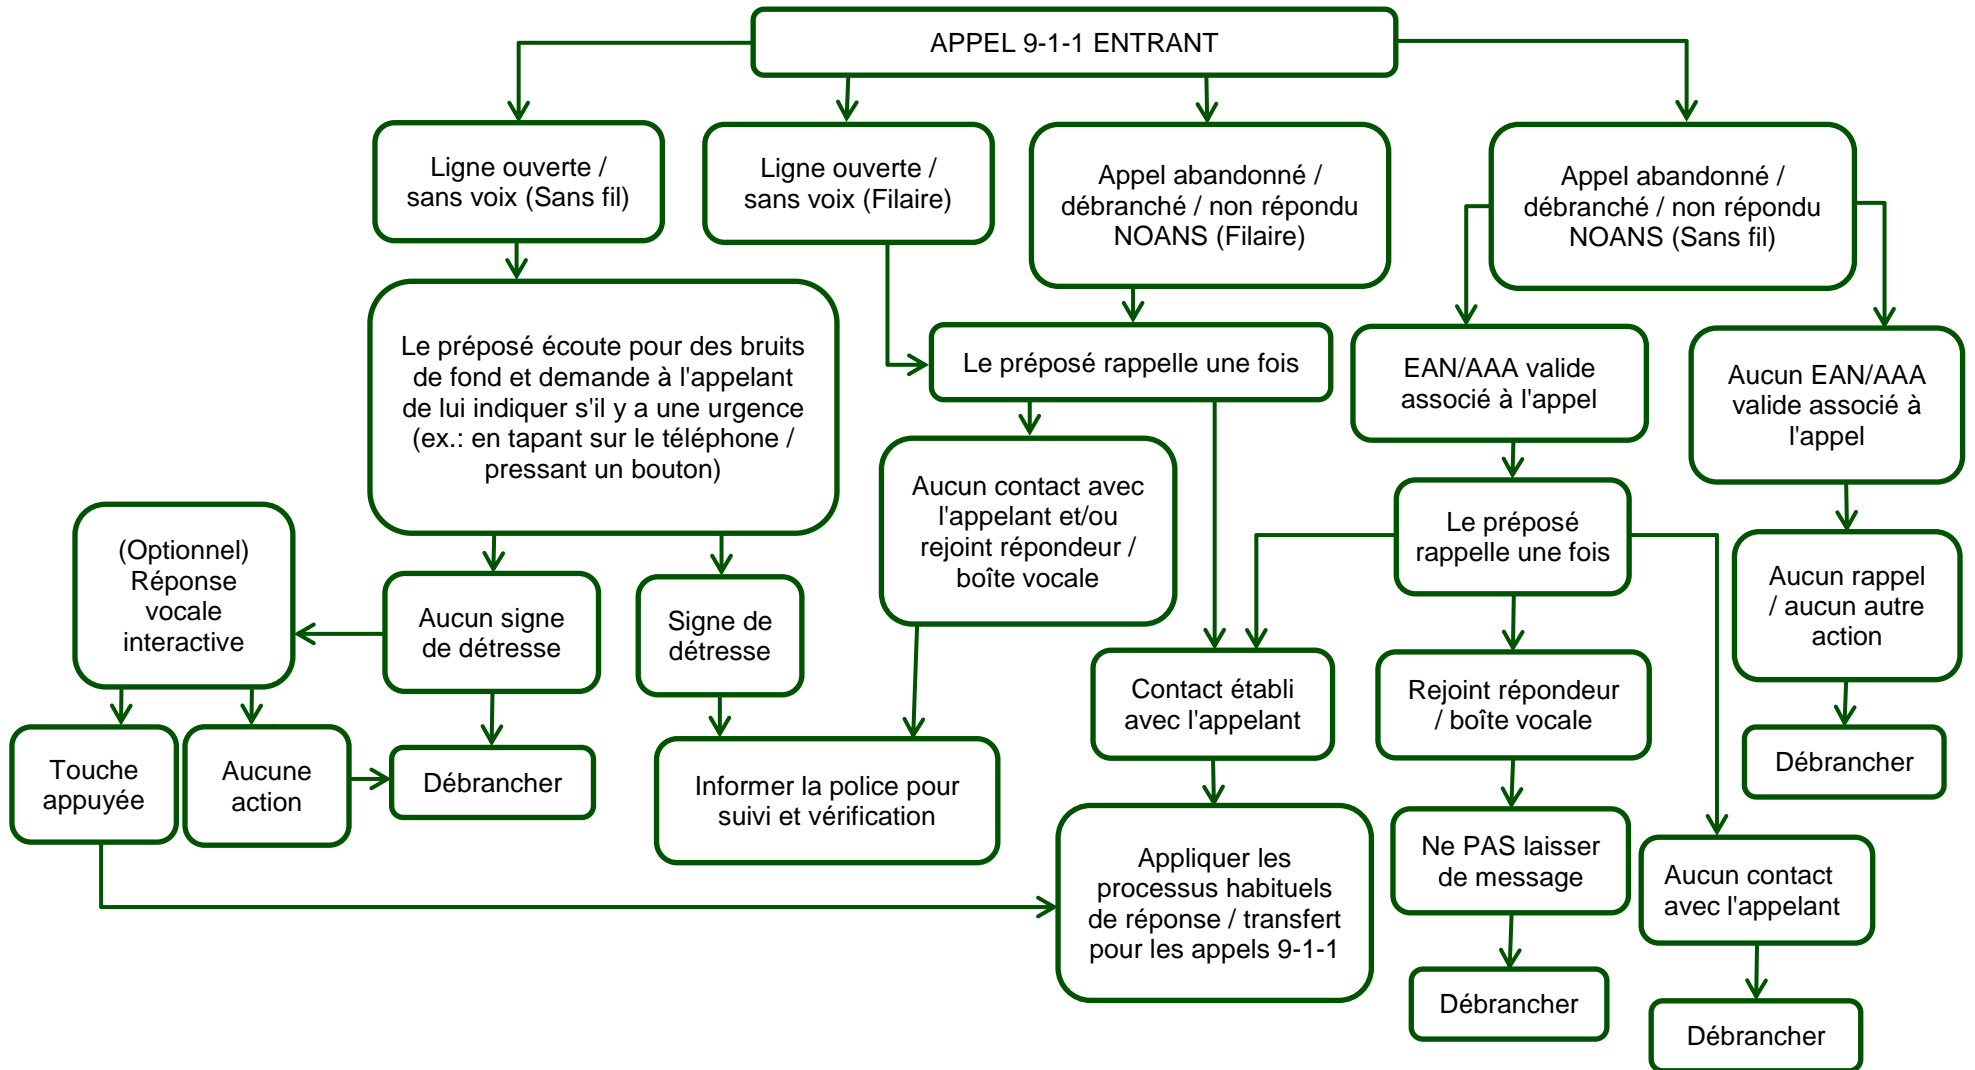 APPEL 9-1-1 ENTRANT
Ligne ouverte /
sans voix (Sans fil)
Ligne ouverte /
sans voix (Filaire)
Appel abandonné /
débranché / non répondu
NOANS (Filaire)
Appel abandonné /
débranché / non répondu
NOANS (Sans fil)
Le préposé écoute pour des bruits
de fond et demande à l'appelant
de lui indiquer s'il y a une urgence
(ex.: en tapant sur le téléphone /
pressant un bouton)
Le préposé rappelle une fois
EAN/AAA valide
associé à l'appel
Aucun EAN/AAA
valide associé à
l'appel
Aucun contact avec
l'appelant et/ou
rejoint répondeur /
boîte vocale
Le préposé
rappelle une fois
(Optionnel)
Réponse
vocale
interactive
Aucun signe
de détresse
Signe de
détresse
Aucun rappel
/ aucun autre
action
Contact établi
avec l'appelant
Rejoint répondeur
/ boîte vocale
Touche
appuyée
Aucune
action
Débrancher
Informer la police pour
suivi et vérification
Débrancher
Appliquer les
processus habituels
de réponse / transfert
pour les appels 9-1-1
Ne PAS laisser
de message
Aucun contact
avec l'appelant
Débrancher
Débrancher